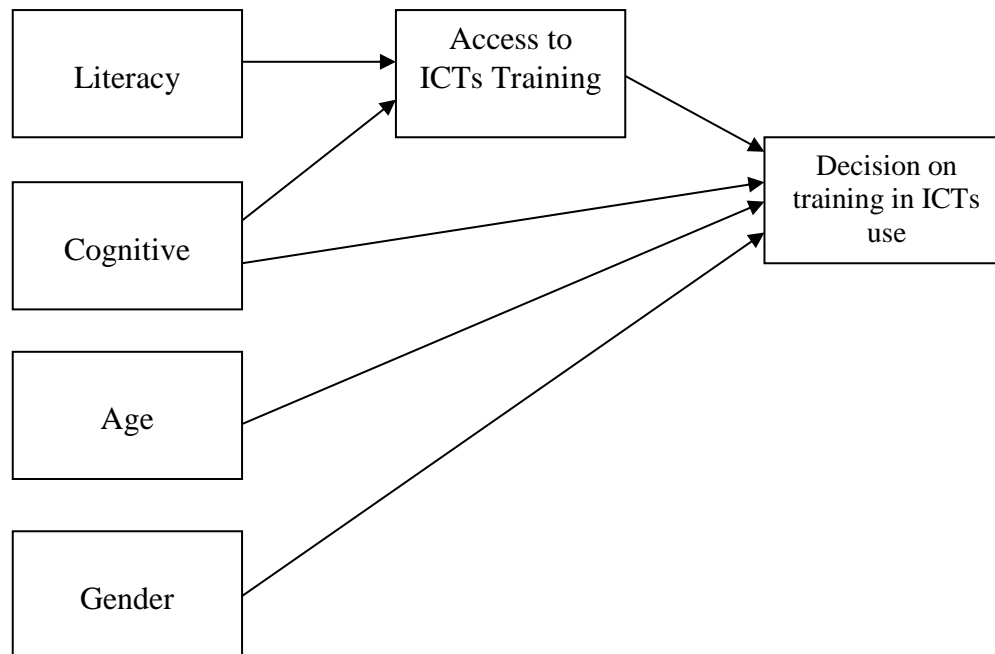 Literacy
Access to
ICTs Training
Cognitive
Decision on
training in ICTs
use
Age
Gender